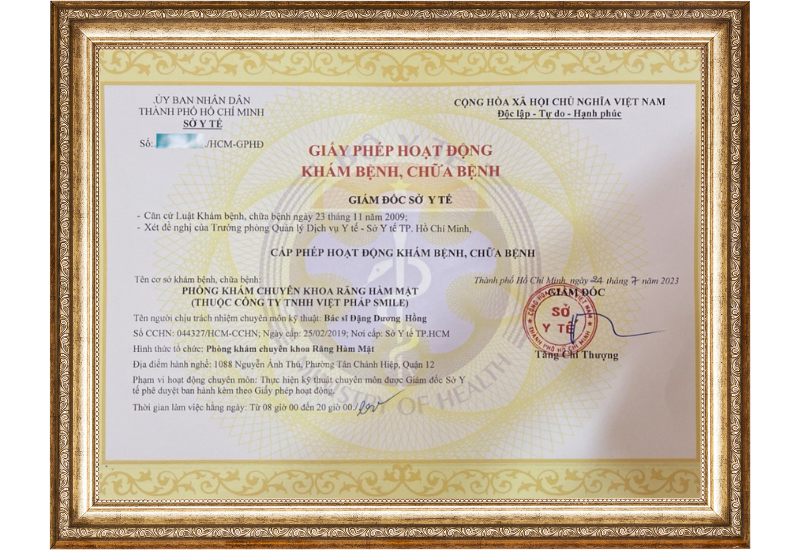 ỦY BAN NHÂN DÂN
THÀNH PHỐ HỒ CHÍ MINH
SỞ Y TẾ
Số: /HCM-GPHĐ
CỘNG HÒA XÃ HỘI CHỦ NGHĨA VIỆT NAM
Độc lập - Tự do - Hạnh phúc
BỘ Y TẾ
GIẤY PHÉP HOẠT ĐỘNG
KHÁM BỆNH, CHỮA BỆNH
GIÁM ĐỐC SỞ Y TẾ
- Căn cứ Luật Khám bệnh, chữa bệnh ngày 23 tháng 11 năm 2009;
- Xét đề nghị của Trưởng phòng Quản lý Dịch vụ Y tế - Sở Y tế TP. Hồ Chí Minh,
CẤP PHÉP HOẠT ĐỘNG KHÁM BỆNH, CHỮA BỆNH
Tên cơ sở khám bệnh, chữa bệnh:
PHÒNG KHÁM CHUYÊN KHOA RĂNG HÀM MẶT
(THUỘC CÔNG TY TNHH VIỆT PHÁP SMILE)
Tên người chịu trách nhiệm chuyên môn kỹ thuật: Bác sĩ Đặng Dương Hồng
Số CCHN: 044327/HCM-CCHN; Ngày cấp: 25/02/2019; Nơi cấp: Sở Y tế TP.HCM
Hình thức tổ chức: Phòng khám chuyên khoa Răng Hàm Mặt
Địa điểm hành nghề: 1088 Nguyễn Ảnh Thủ, Phường Tân Chánh Hiệp, Quận 12
Phạm vi hoạt động chuyên môn: Thực hiện kỹ thuật chuyên môn được Giám đốc Sở Y
tế phê duyệt ban hành kèm theo Giấy phép hoạt động.
Thời gian làm việc hằng ngày: Từ 08 giờ 00 đến 20 giờ 00./.
Thành phố Hồ Chí Minh, ngày 24 tháng 7 năm 2023
GIÁM ĐỐC
SỞ
Y TẾ
THÀNH PHỐ HỒ CHÍ MINH
Tăng Chí Thượng
MINISTRY OF HEALTH